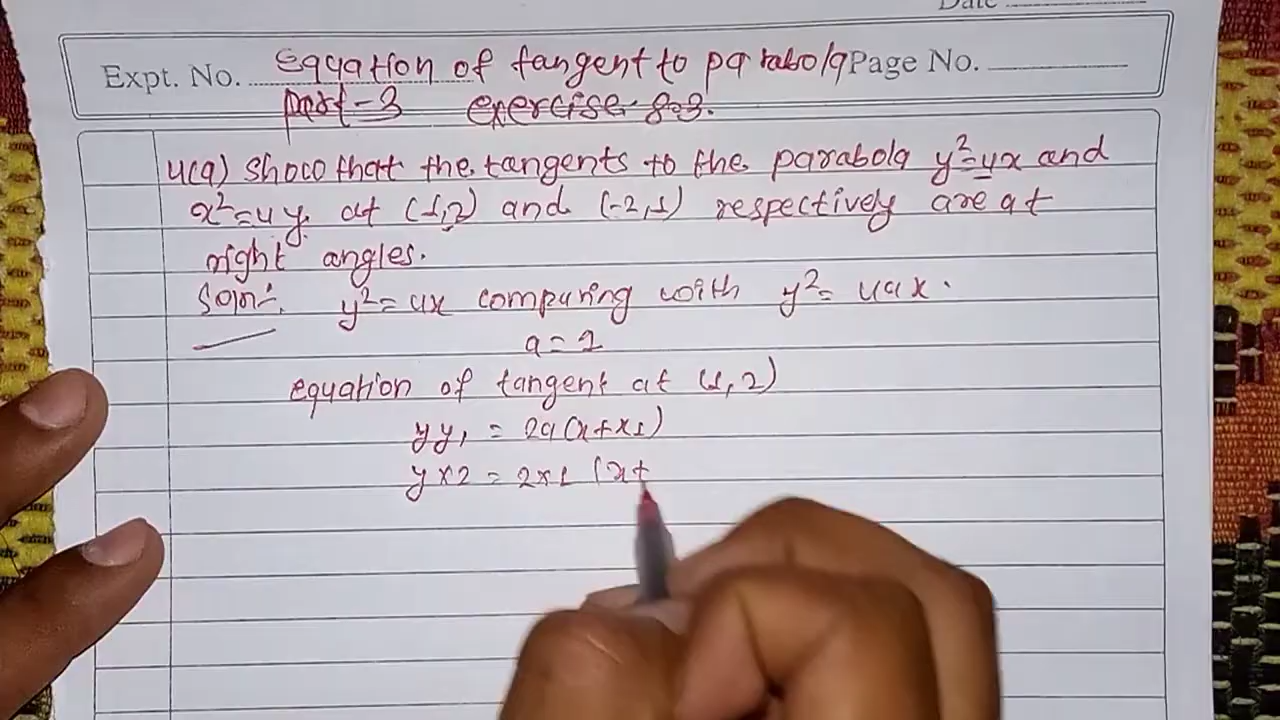 Date
Expt. No. Equation of tangent to parabola Page No.
part-3 exercise 8.3.
4(a) Show that the tangents to the parabola y²=4x and
x²=4y at (1,2) and (-2,1) respectively are at
right angles.
Soln:- y²=4x comparing with y²=4ax.
a=1
equation of tangent at (1,2)
yy₁ = 2a(x+x₁)
y×2 = 2×1 (x+